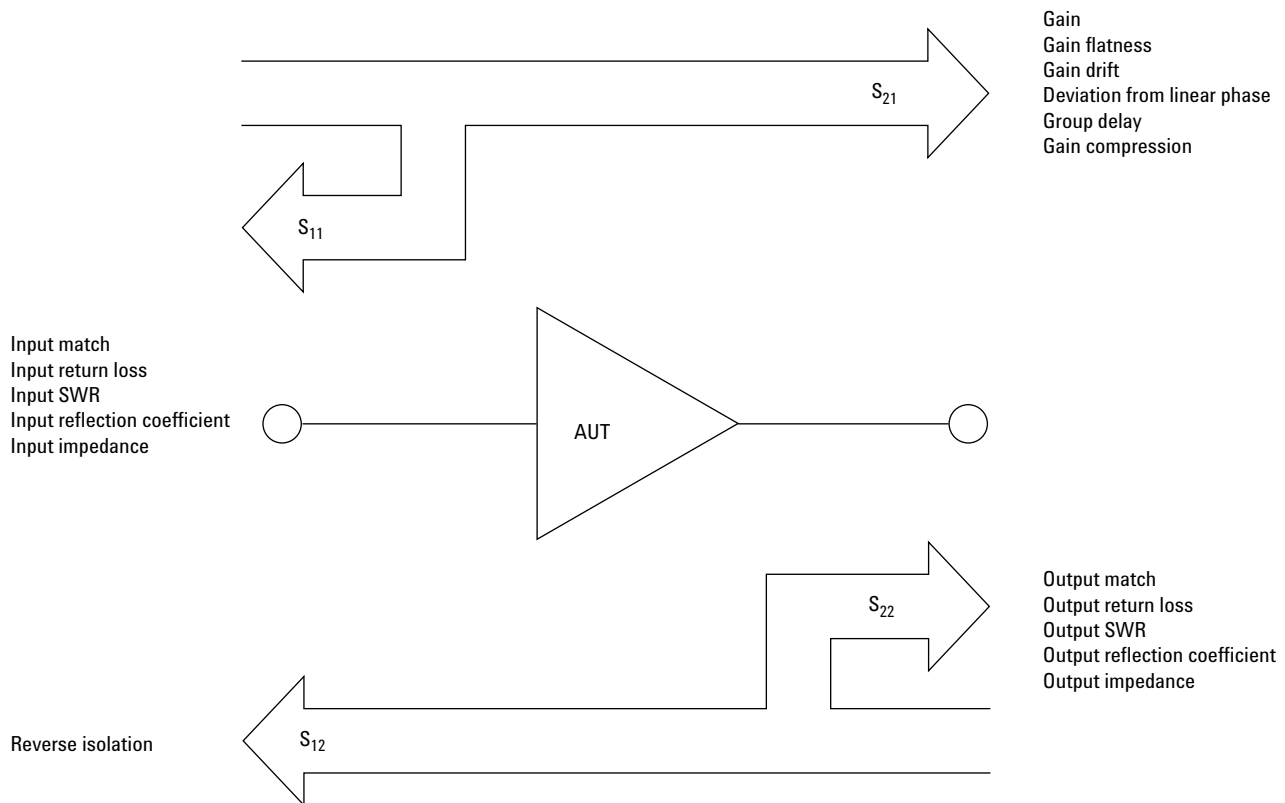 Gain
Gain flatness
Gain drift
Deviation from linear phase
Group delay
Gain compression
S21
S11
Input match
Input return loss
Input SWR
Input reflection coefficient
Input impedance
AUT
Output match
Output return loss
Output SWR
Output reflection coefficient
Output impedance
S22
Reverse isolation
S12